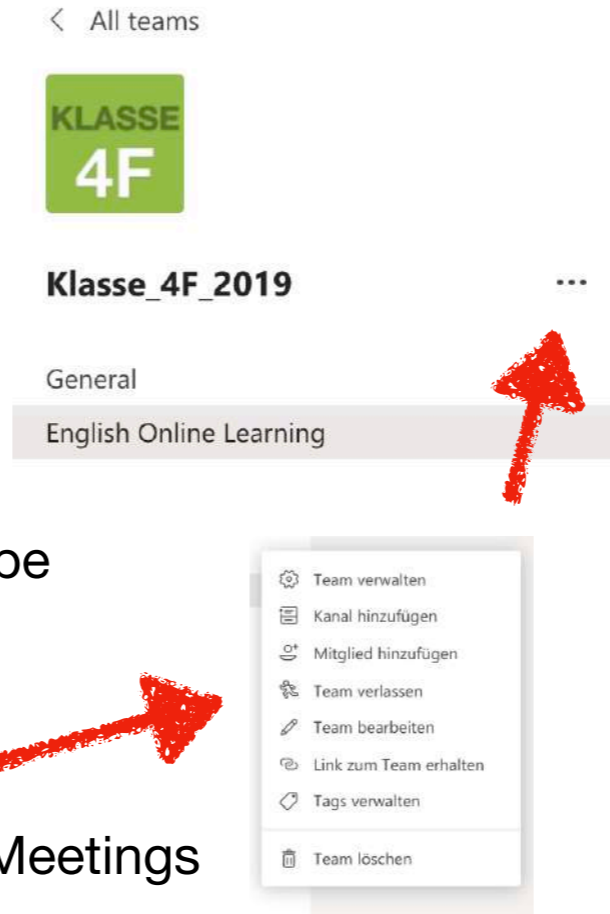 All teams
KLASSE
4F
Klasse_4F_2019
General
English Online Learning
Team verwalten
Kanal hinzufügen
Mitglied hinzufügen
Team verlassen
Team bearbeiten
Link zum Team erhalten
Tags verwalten
Team löschen
Meetings